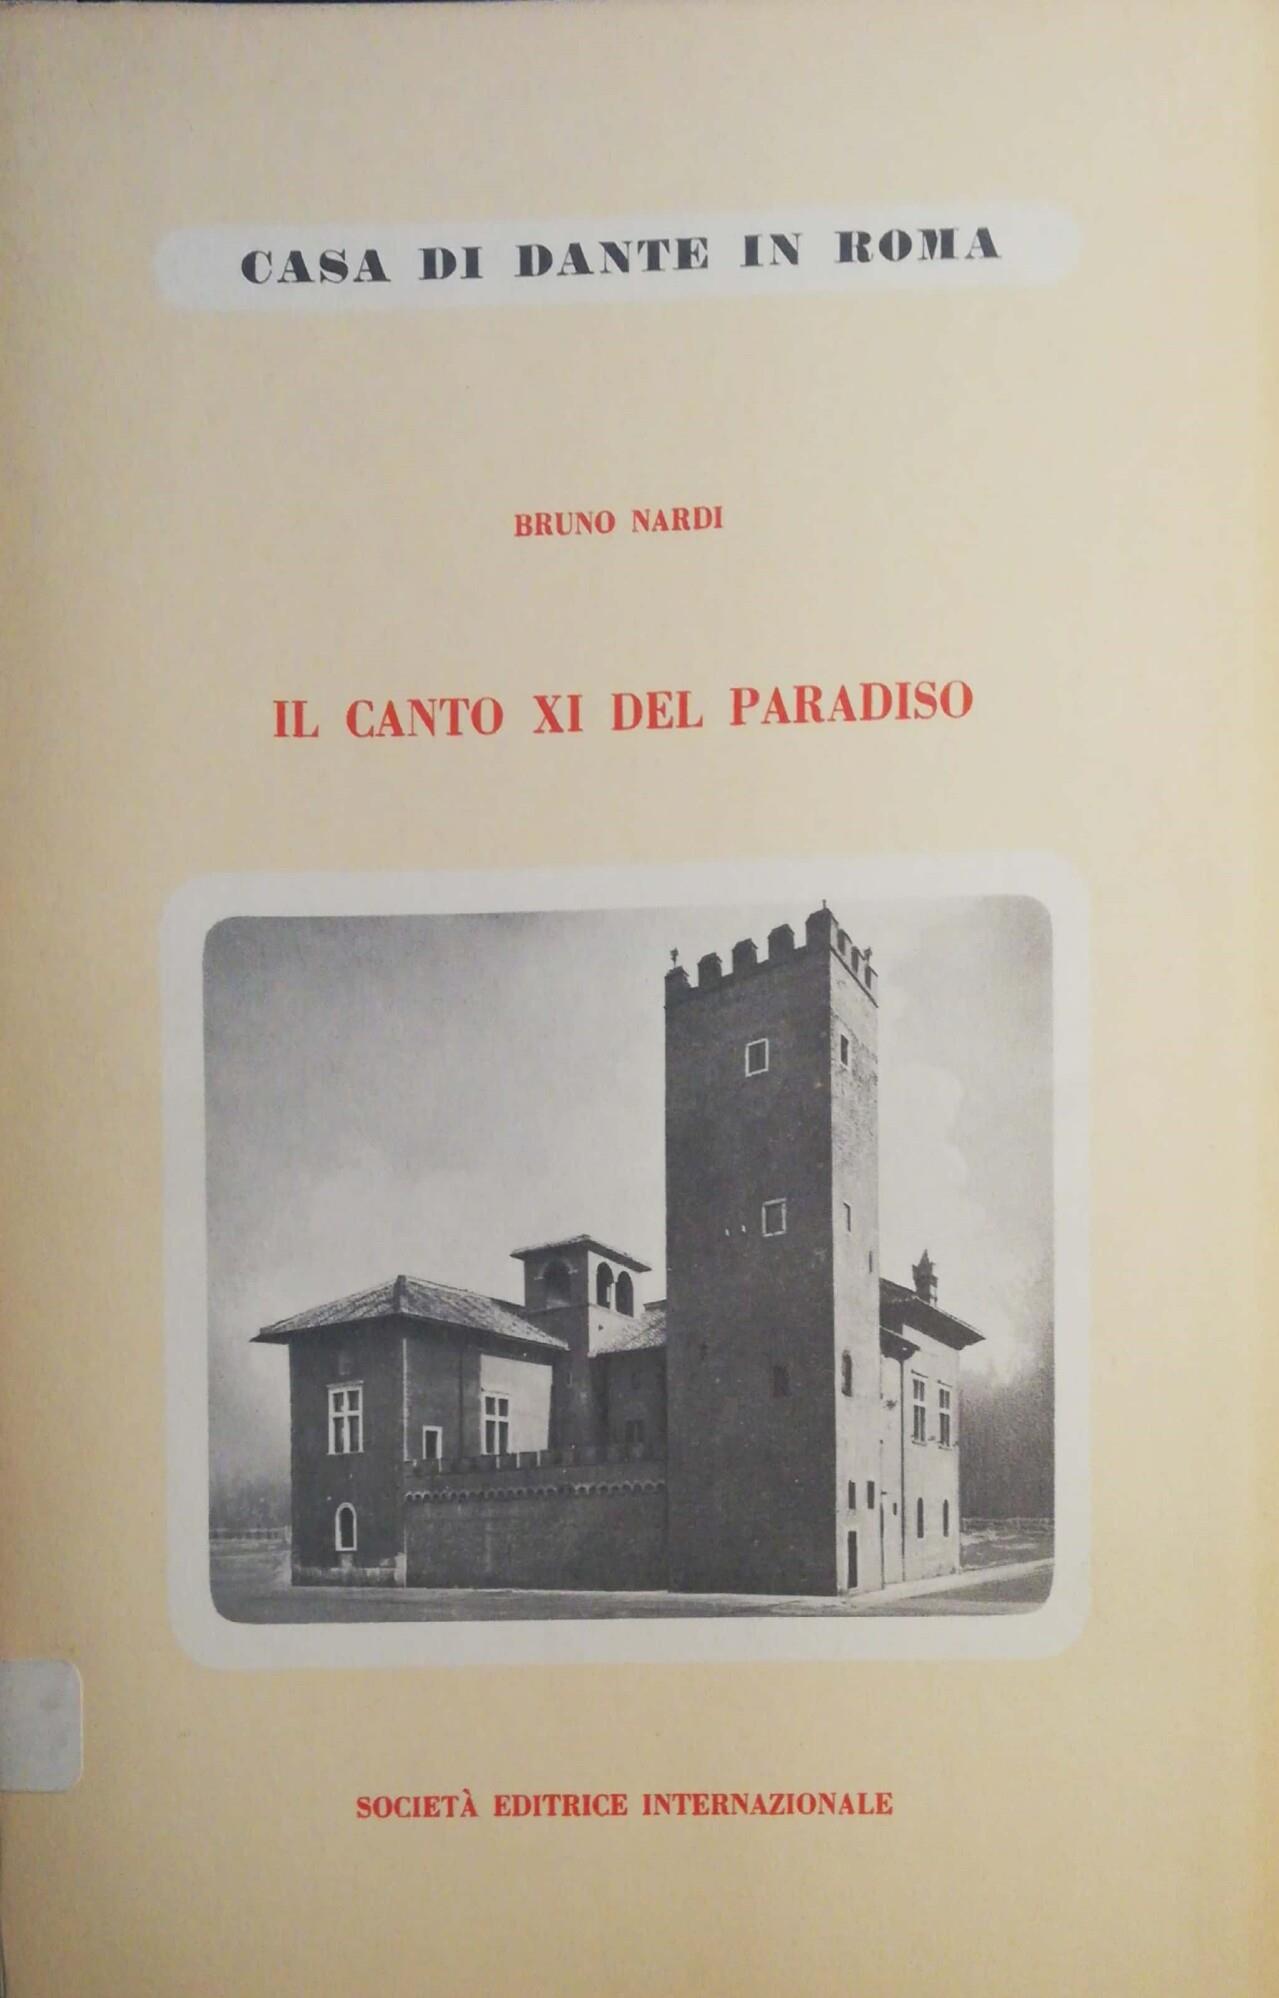 CASA DI DANTE IN ROMA
BRUNO NARDI
IL CANTO XI DEL PARADISO
SOCIETÀ EDITRICE INTERNAZIONALE